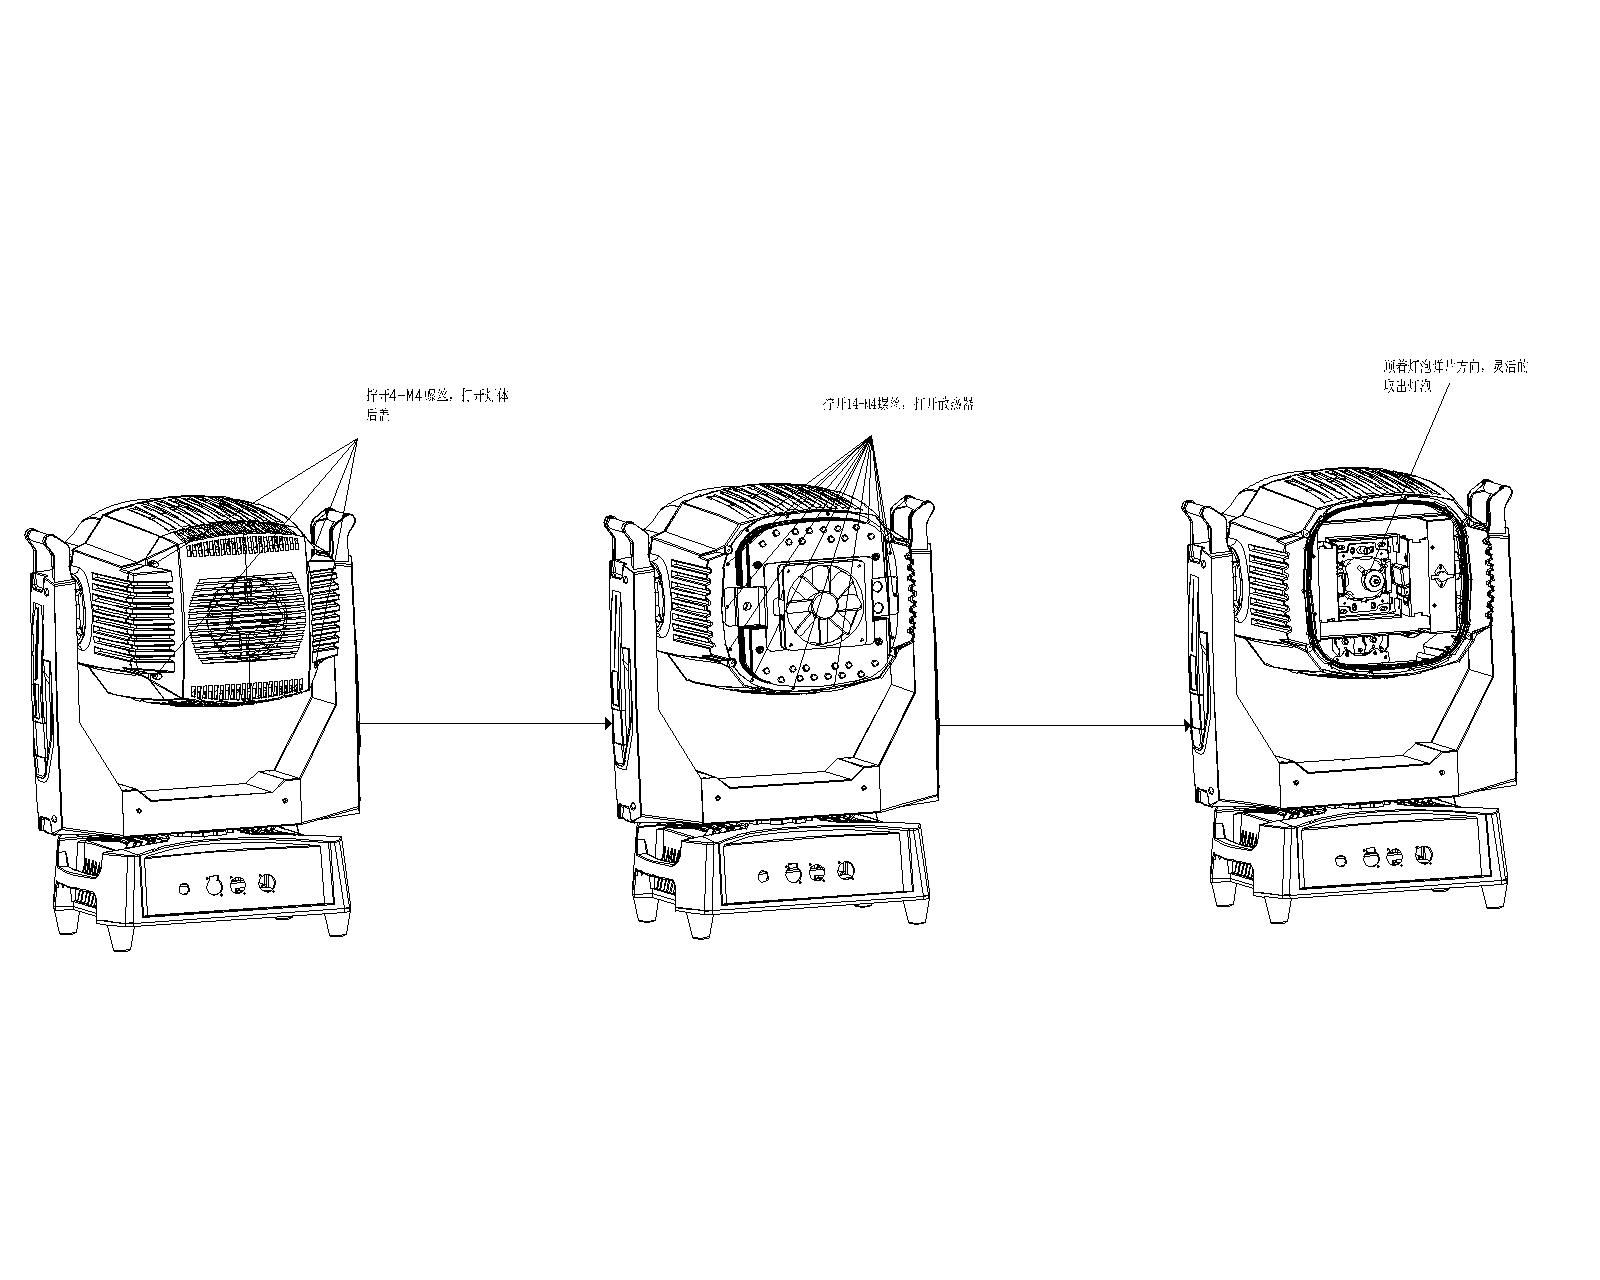 拧开4-M4螺丝，打开灯体
后盖
拧开14-M4螺丝，打开散热器
顺着灯泡弹片方向，灵活的
取出灯泡